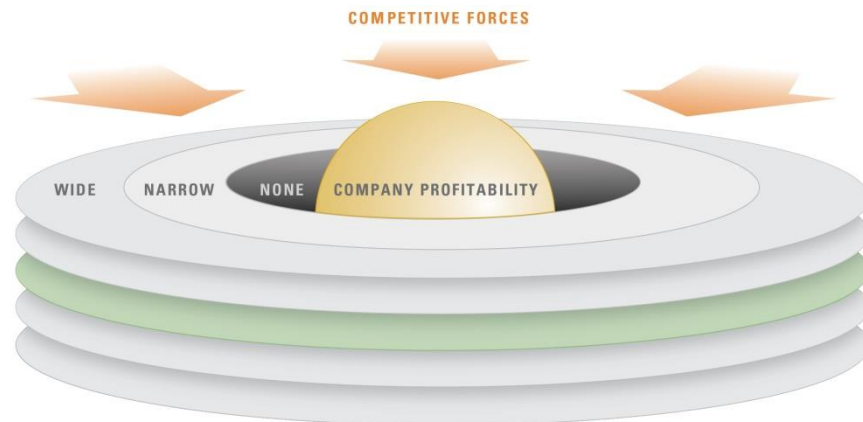 COMPETITIVE FORCES
WIDE
NARROW
NONE
COMPANY PROFITABILITY